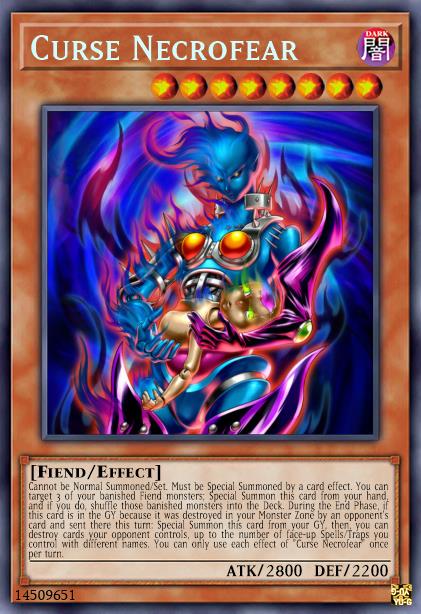 CURSE NECROFEAR
DARK
闇
[FIEND/EFFECT]
Cannot be Normal Summoned/Set. Must be Special Summoned by a card effect. You can
target 3 of your banished Fiend monsters; Special Summon this card from your hand,
and if you do, shuffle those banished monsters into the Deck. During the End Phase, if
this card is in the GY because it was destroyed in your Monster Zone by an opponent's
card and sent there this turn: Special Summon this card from your GY, then, you can
destroy cards your opponent controls, up to the number of face-up Spells/Traps you
control with different names. You can only use each effect of "Curse Necrofear" once
per turn.
ATK/2800 DEF/2200
14509651